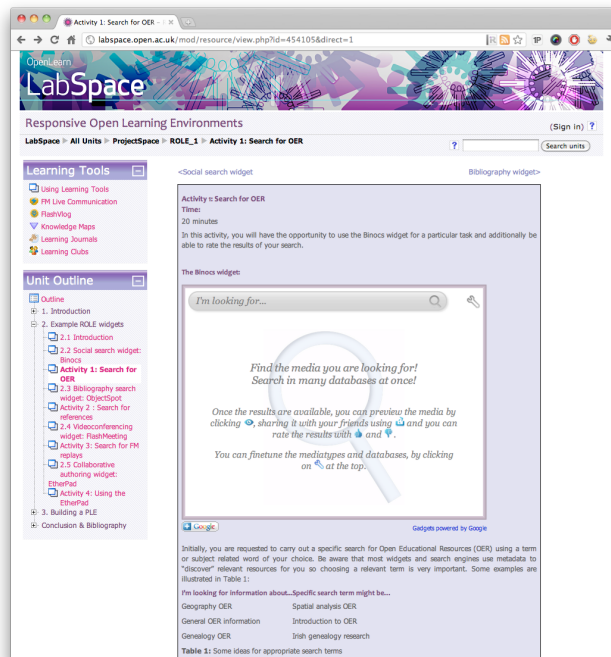 Activity 1: Search for OER -
labspace.open.ac.uk/mod/resource/view.php?id=454105&direct=1
OpenLearn
LabSpace
Responsive Open Learning Environments
(Sign in) ?
LabSpace ▶ All Units ▶ ProjectSpace ▶ ROLE_1 ▶ Activity 1: Search for OER
? Search units
Learning Tools
Using Learning Tools
FM Live Communication
FlashVlog
Knowledge Maps
Learning Journals
Learning Clubs
Unit Outline
Outline
1. Introduction
2. Example ROLE widgets
2.1 Introduction
2.2 Social search widget:
Binocs
Activity 1: Search for
OER
2.3 Bibliography search
widget: ObjectSpot
Activity 2 : Search for
references
2.4 Videoconferencing
widget: FlashMeeting
Activity 3: Search for FM
replays
2.5 Collaborative
authoring widget:
EtherPad
Activity 4: Using the
EtherPad
3. Building a PLE
Conclusion & Bibliography
<Social search widget
Bibliography widget>
Activity 1: Search for OER
Time:
20 minutes
In this activity, you will have the opportunity to use the Binocs widget for a particular task and additionally be
able to rate the results of your search.
The Binocs widget:
I'm looking for...
Find the media you are looking for!
Search in many databases at once!
Once the results are available, you can preview the media by
clicking , sharing it with your friends using and you can
rate the results with and .
You can finetune the mediatypes and databases, by clicking
on at the top.
Google
Gadgets powered by Google
Initially, you are requested to carry out a specific search for Open Educational Resources (OER) using a term
or subject related word of your choice. Be aware that most widgets and search engines use metadata to
"discover" relevant resources for you so choosing a relevant term is very important. Some examples are
illustrated in Table 1:
I'm looking for information about...Specific search term might be...
Geography OER Spatial analysis OER
General OER information Introduction to OER
Genealogy OER Irish genealogy research
Table 1: Some ideas for appropriate search terms